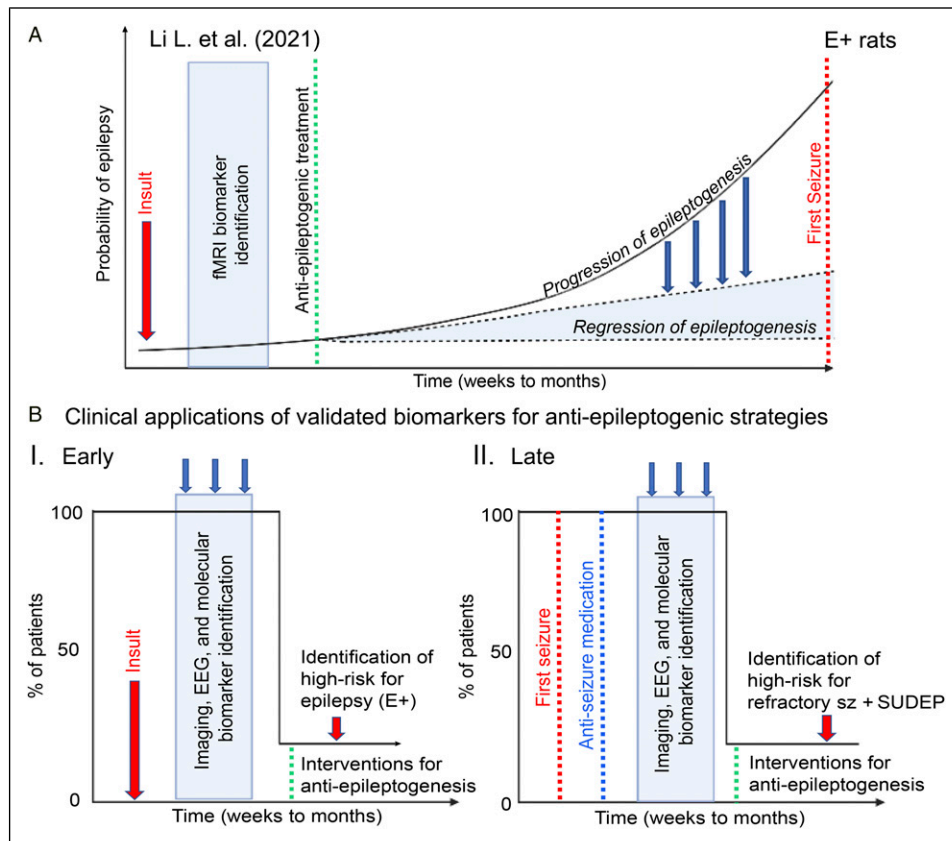 A
Li L. et al. (2021)
E+ rats
Probability of epilepsy
Insult
fMRI biomarker
identification
Anti-epileptogenic treatment
Progression of epileptogenesis
Regression of epileptogenesis
First Seizure
Time (weeks to months)
B Clinical applications of validated biomarkers for anti-epileptogenic strategies
I. Early
100
50
0
% of patients
Insult
Imaging, EEG, and molecular
biomarker identification
Identification of
high-risk for
epilepsy (E+)
Interventions for
anti-epileptogenesis
Time (weeks to months)
II. Late
100
50
0
% of patients
First seizure
Anti-seizure medication
Imaging, EEG, and molecular
biomarker identification
Identification of
high-risk for
refractory sz + SUDEP
Interventions for
anti-epileptogenesis
Time (weeks to months)